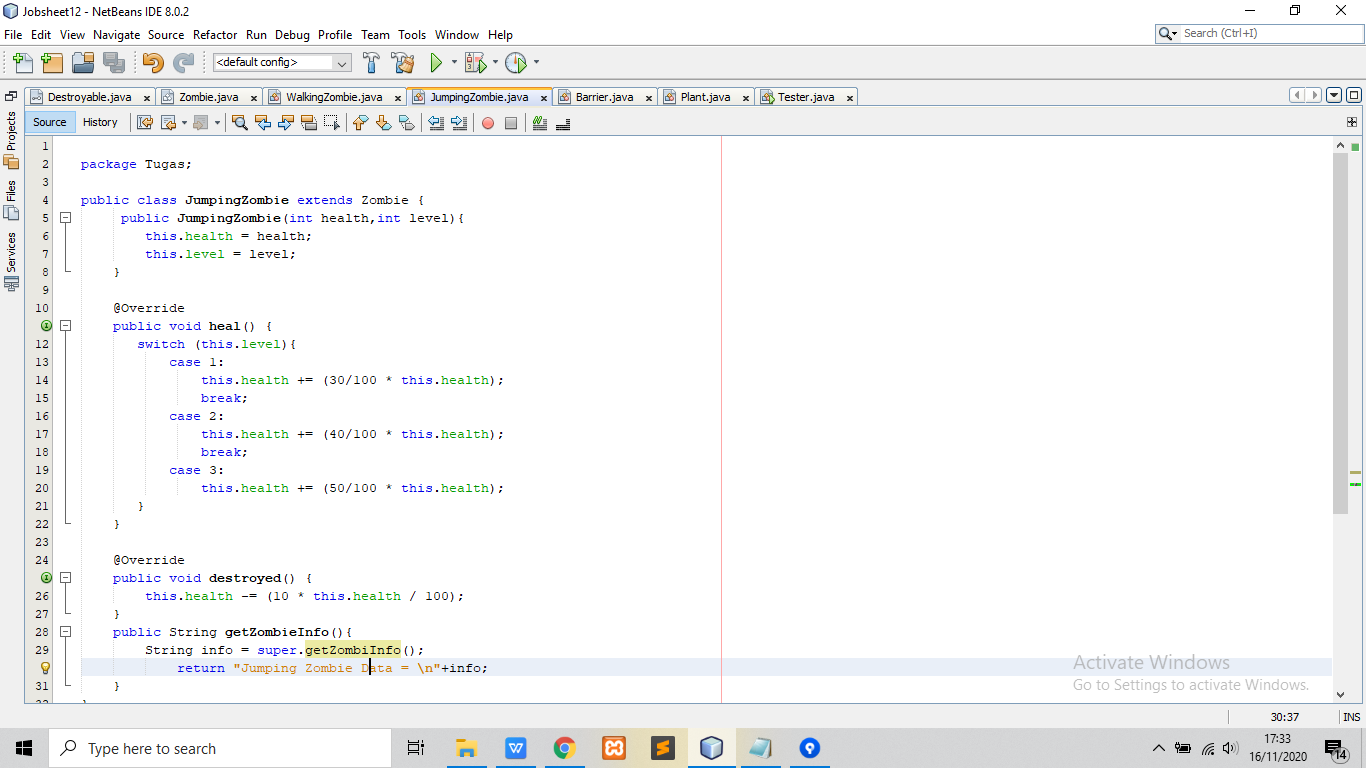 Jobsheet12 - NetBeans IDE 8.0.2
File Edit View Navigate Source Refactor Run Debug Profile Team Tools Window Help
Search (Ctrl+I)
<default config>
Destroyable.java Zombie.java WalkingZombie.java JumpingZombie.java Barrier.java Plant.java Tester.java
Projects
Files
Services
Source History
1
2 package Tugas;
3
4 public class JumpingZombie extends Zombie {
5 public JumpingZombie(int health,int level){
6 this.health = health;
7 this.level = level;
8 }
9
10 @Override
public void heal() {
12 switch (this.level){
13 case 1:
14 this.health += (30/100 * this.health);
15 break;
16 case 2:
17 this.health += (40/100 * this.health);
18 break;
19 case 3:
20 this.health += (50/100 * this.health);
21 }
22 }
23
24 @Override
public void destroyed() {
26 this.health -= (10 * this.health / 100);
27 }
28 public String getZombieInfo(){
29 String info = super.getZombiInfo();
return "Jumping Zombie Data = \n"+info;
31 }
Activate Windows
Go to Settings to activate Windows.
30:37 INS
Type here to search
17:33
16/11/2020
14